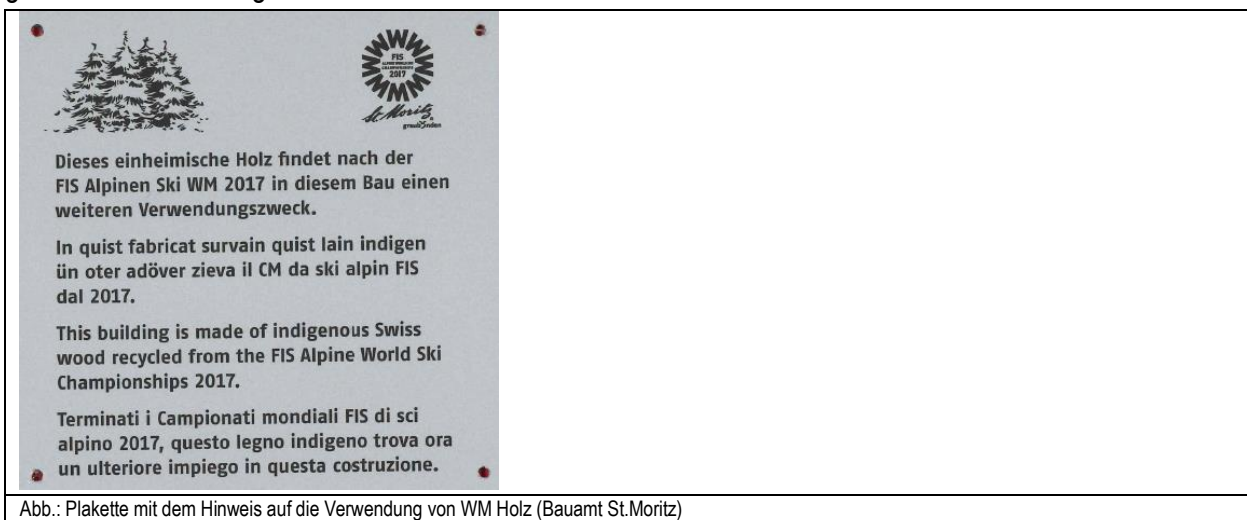 FIS
2017
St. Moritz
graubünden
Dieses einheimische Holz findet nach der
FIS Alpinen Ski WM 2017 in diesem Bau einen
weiteren Verwendungszweck.
In quist fabricat survain quist lain indigen
ün oter adöver zieva il CM da ski alpin FIS
dal 2017.
This building is made of indigenous Swiss
wood recycled from the FIS Alpine World Ski
Championships 2017.
Terminati i Campionati mondiali FIS di sci
alpino 2017, questo legno indigeno trova ora
un ulteriore impiego in questa costruzione.
Abb.: Plakette mit dem Hinweis auf die Verwendung von WM Holz (Bauamt St.Moritz)